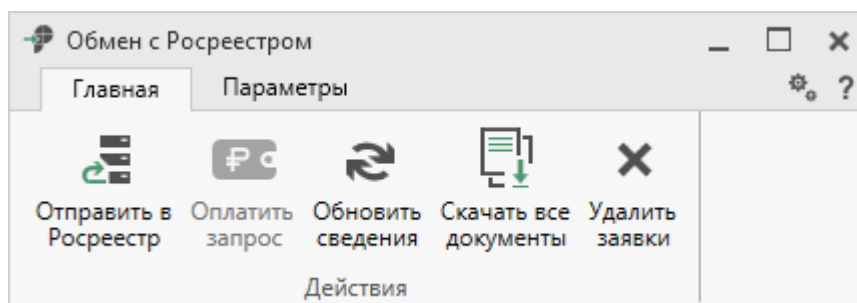 Обмен с Росреестром
Главная Параметры ?
Отправить в Росреестр
Оплатить запрос
Обновить сведения
Скачать все документы
Удалить заявки
Действия